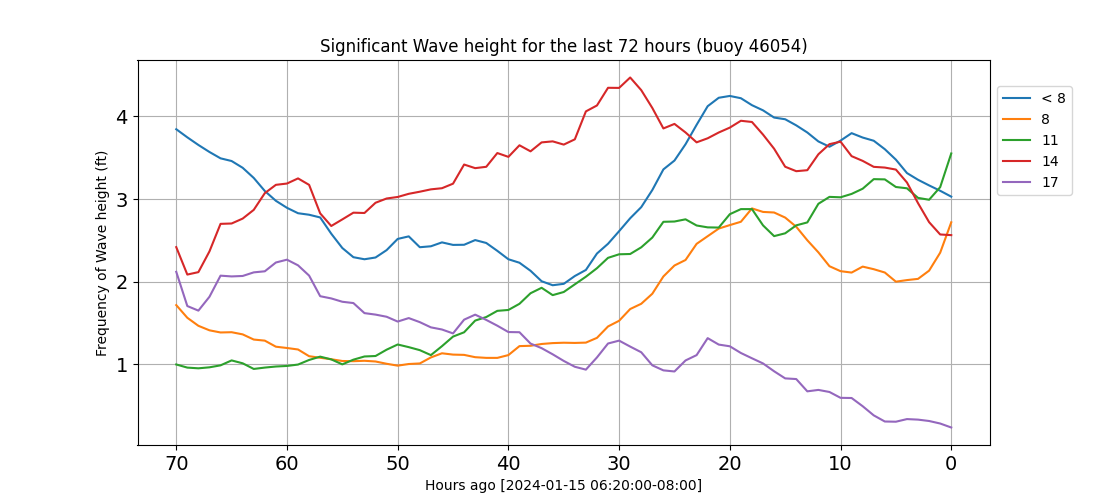 Significant Wave height for the last 72 hours (buoy 46054)
Frequency of Wave height (ft)
4
3
2
1
70 60 50 40 30 20 10 0
Hours ago [2024-01-15 06:20:00-08:00]
< 8
8
11
14
17